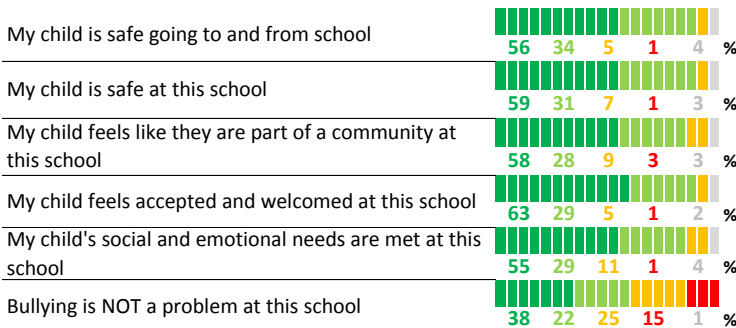 My child is safe going to and from school
56 34 5 1 4 %
My child is safe at this school
59 31 7 1 3 %
My child feels like they are part of a community at
this school
58 28 9 3 3 %
My child feels accepted and welcomed at this school
63 29 5 1 2 %
My child's social and emotional needs are met at this
school
55 29 11 1 4 %
Bullying is NOT a problem at this school
38 22 25 15 1 %